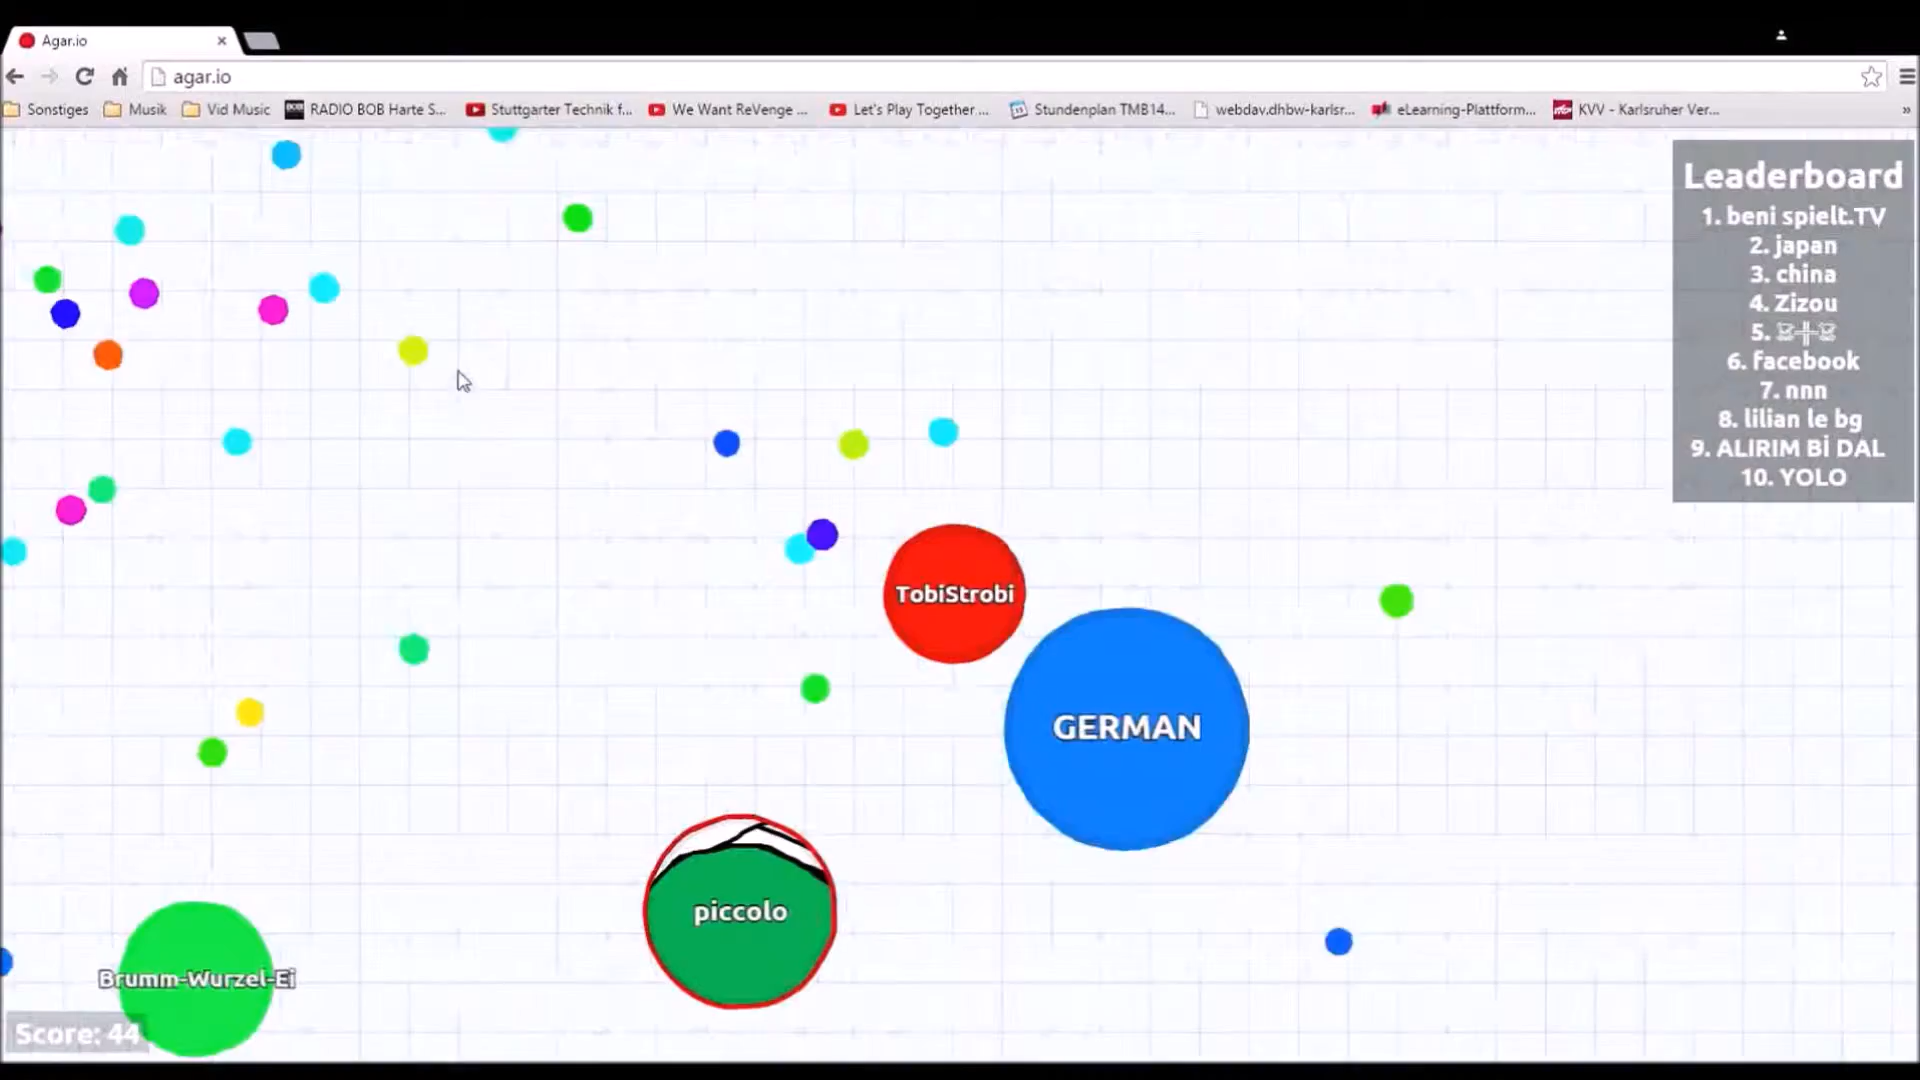 Agar.io
agar.io
Sonstiges
Musik
Vid Music
RADIO BOB Harte S...
Stuttgarter Technik f...
We Want ReVenge ...
Let's Play Together ...
Stundenplan TMB14...
webdav.dhbw-karlsr...
eLearning-Plattform...
KVV - Karlsruher Ver...
Leaderboard
1. beni spielt.TV
2. japan
3. china
4. Zizou
5.
6. facebook
7. nnn
8. lilian le bg
9. ALIRIM Bİ DAL
10. YOLO
TobiStrobi
GERMAN
piccolo
Brumm-Wurzel-Ei
Score: 44